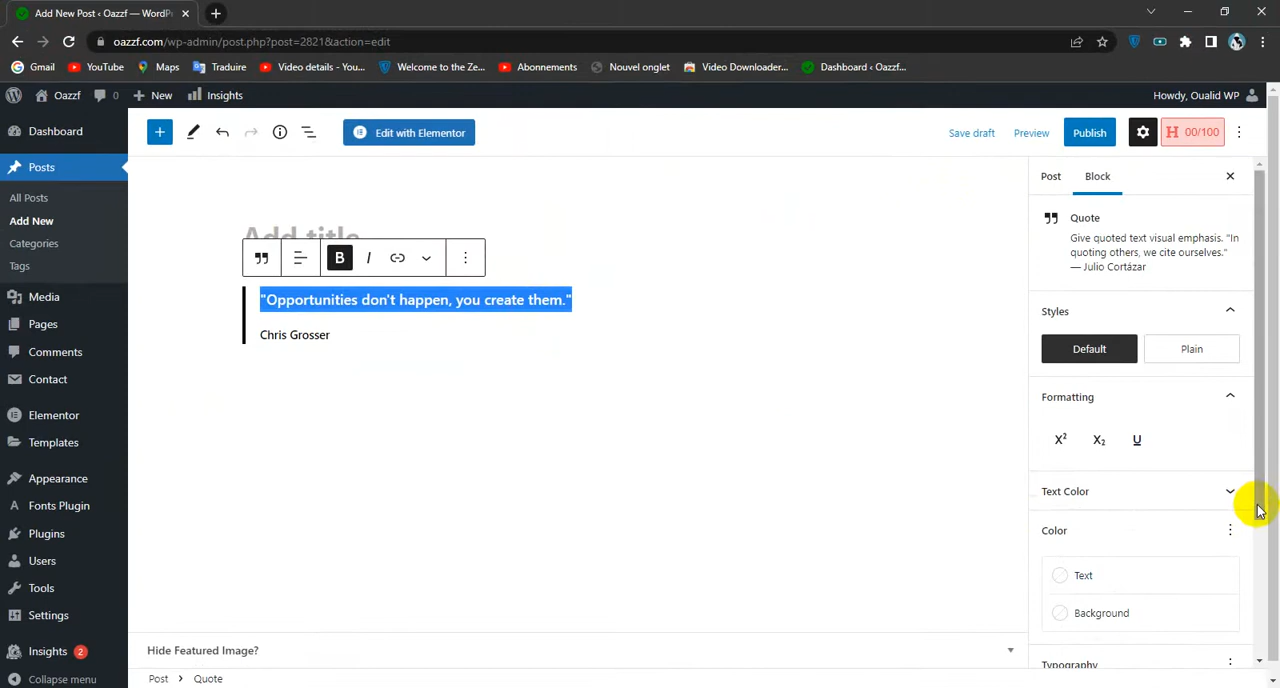 Add New Post ‹ Oazzf — WordPr
oazzf.com/wp-admin/post.php?post=2821&action=edit
Gmail YouTube Maps Traduire Video details - You... Welcome to the Ze... Abonnements Nouvel onglet Video Downloader... Dashboard ‹ Oazzf...
Oazzf 0 New Insights Howdy, Oualid WP
Dashboard
Posts
All Posts
Add New
Categories
Tags
Media
Pages
Comments
Contact
Elementor
Templates
Appearance
Fonts Plugin
Plugins
Users
Tools
Settings
Insights 2
Collapse menu
Edit with Elementor Save draft Preview Publish H 00/100
Add title
B I
"Opportunities don't happen, you create them."
Chris Grosser
Hide Featured Image?
Post Quote
Post Block
Quote
Give quoted text visual emphasis. "In
quoting others, we cite ourselves."
— Julio Cortázar
Styles
Default Plain
Formatting
X² X₂ U
Text Color
Color
Text
Background
Typography